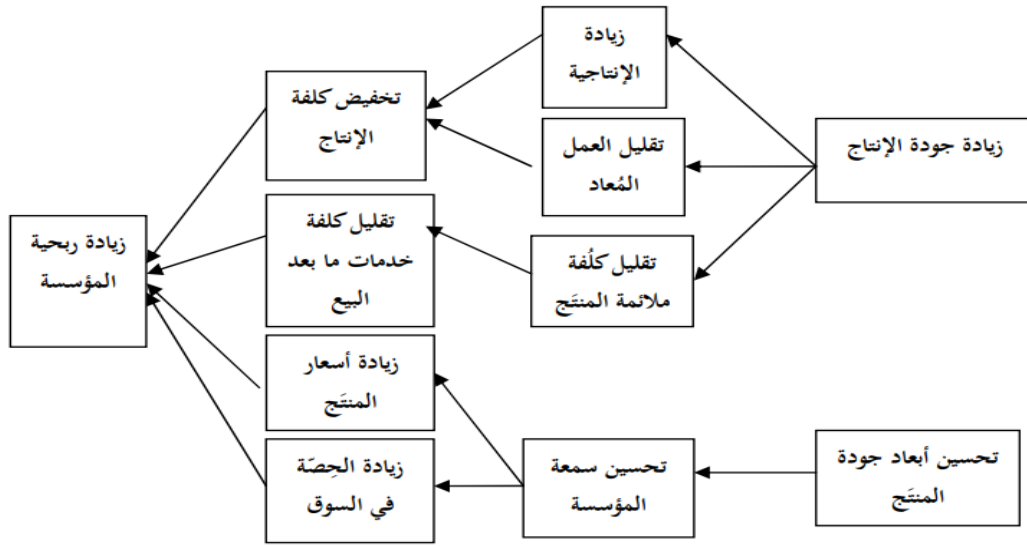 زيادة جودة الإنتاج
زيادة
الإنتاجية
تقليل العمل
المُعاد
تقليل كلُفة
ملائمة المنتَج
تخفيض كلفة
الإنتاج
تقليل كلفة
خدمات ما بعد
البيع
زيادة ربحية
المؤسسة
تحسين أبعاد جودة
المنتَج
تحسين سمعة
المؤسسة
زيادة أسعار
المنتَج
زيادة الحِصّة
في السوق